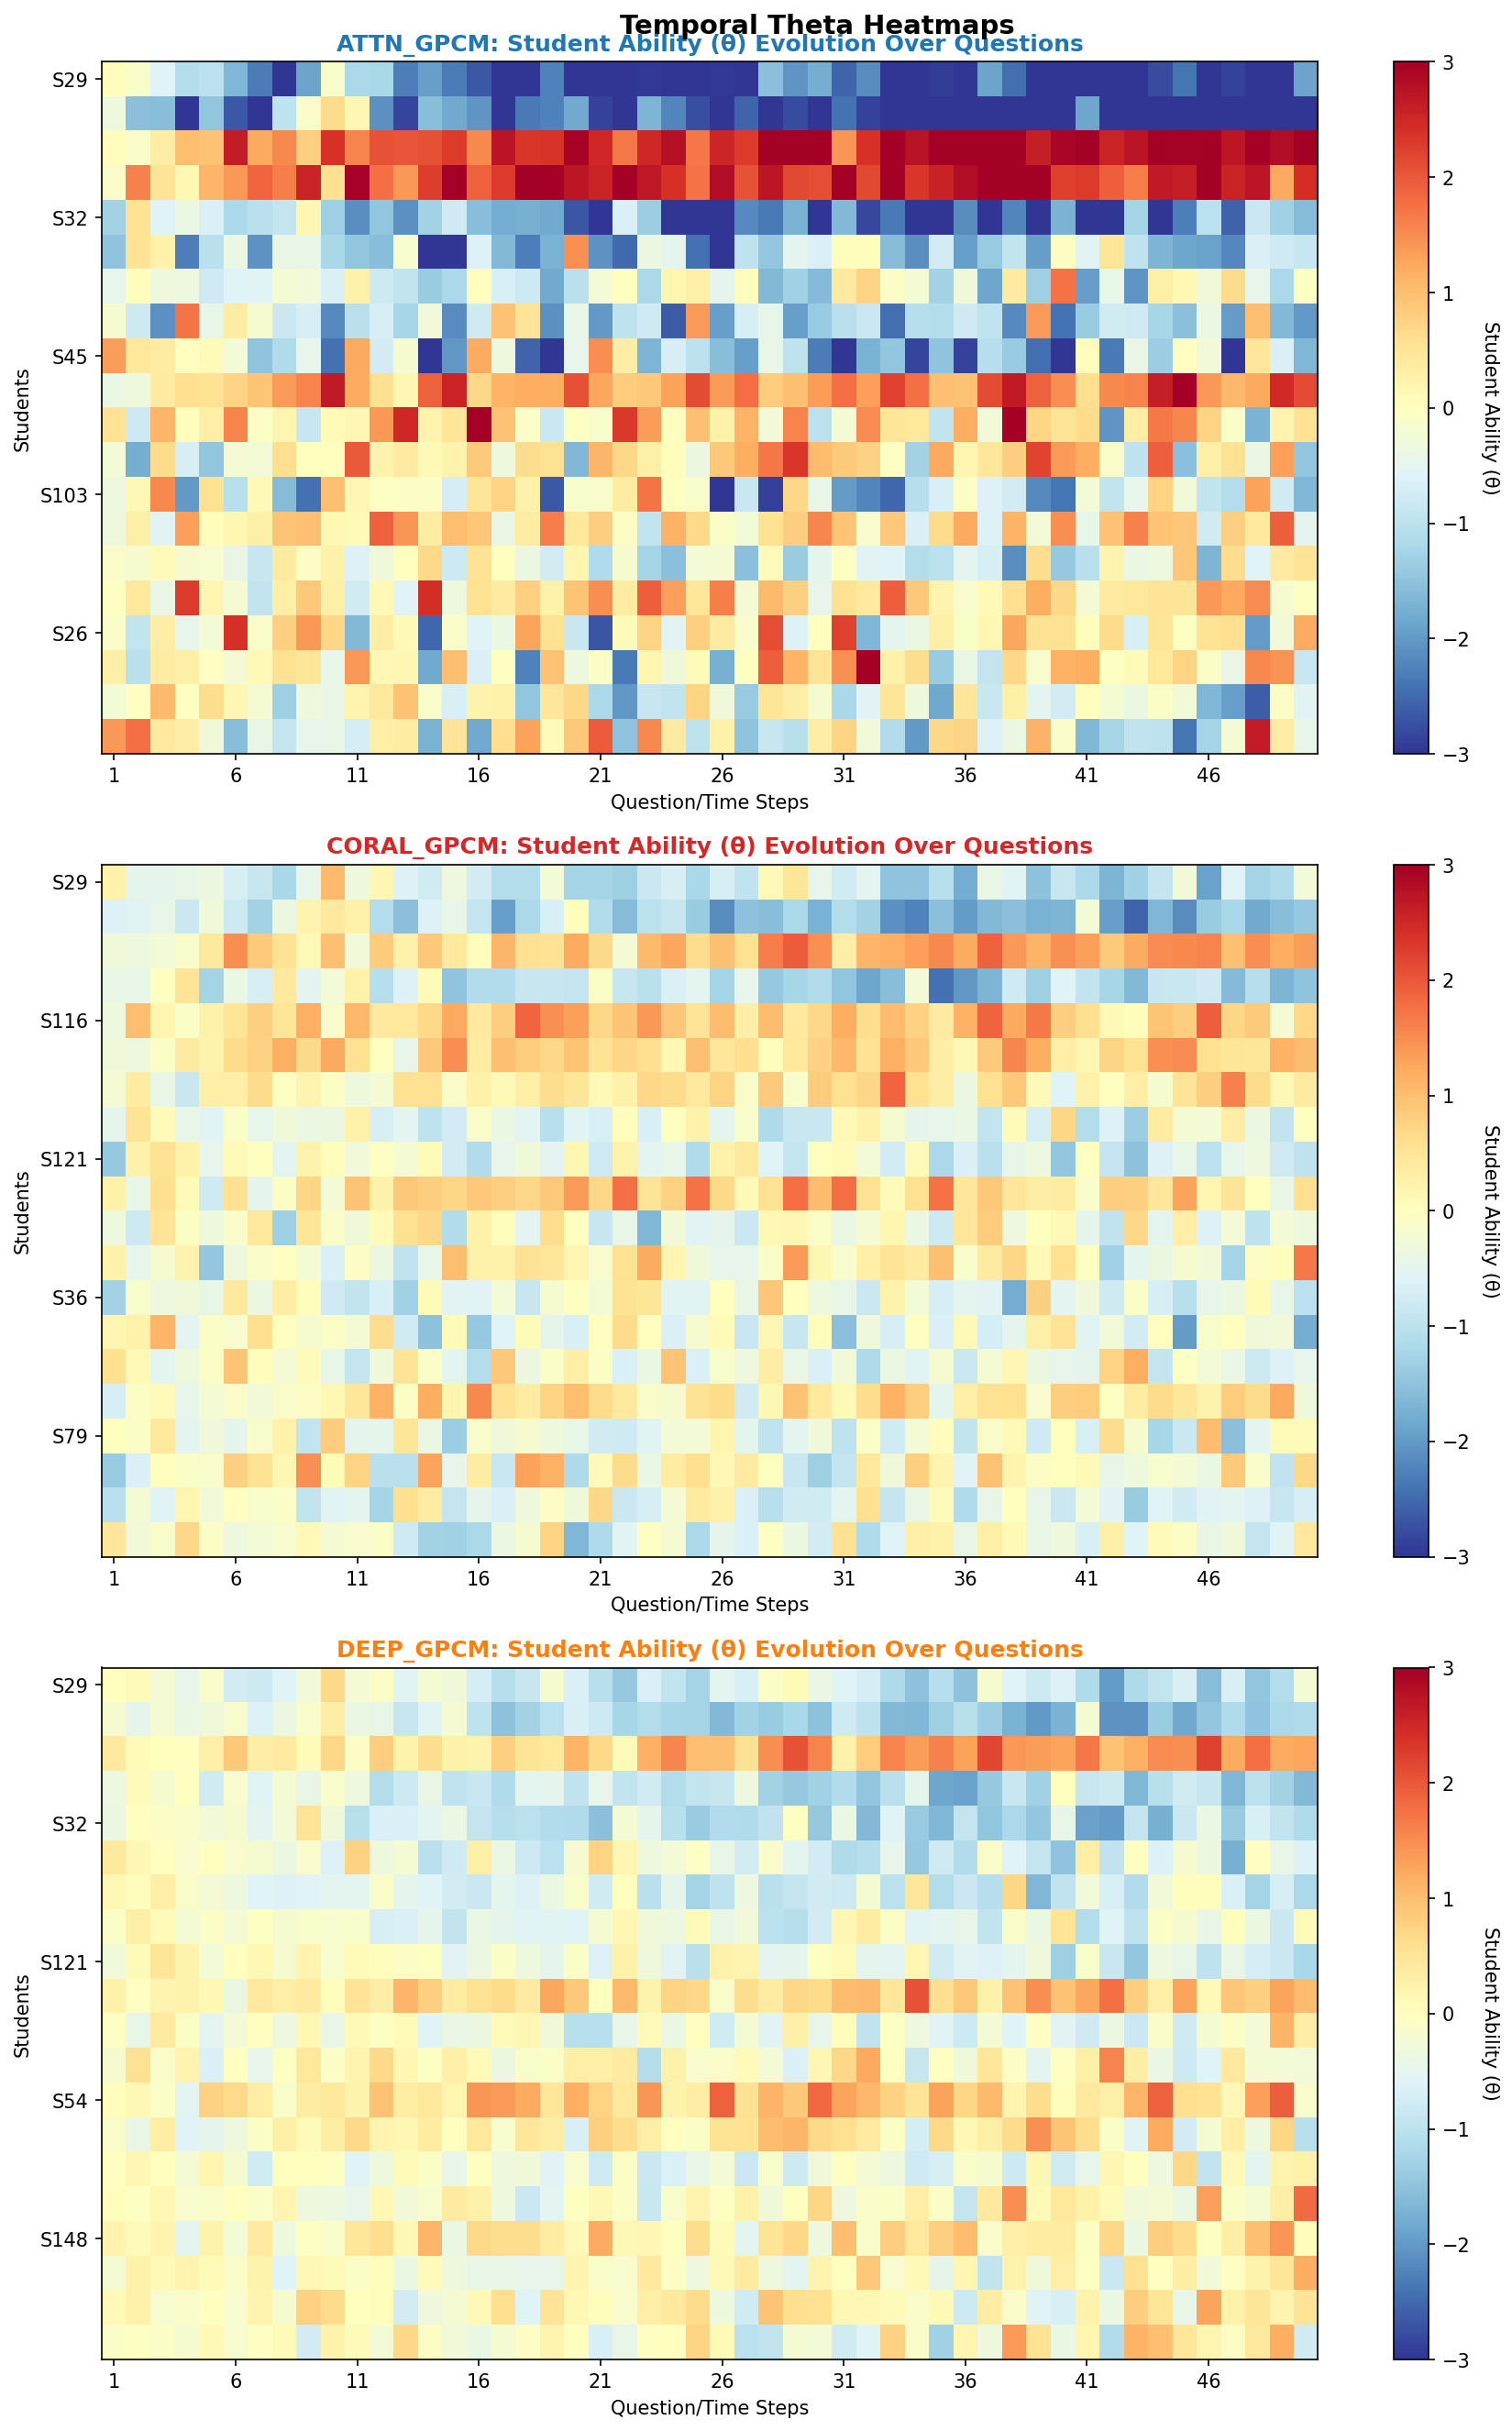 Temporal Theta Heatmaps
ATTN_GPCM: Student Ability (θ) Evolution Over Questions
S29
S32
S45
S103
S26
Students
1 6 11 16 21 26 31 36 41 46
Question/Time Steps
3
2
1
0
−1
−2
−3
Student Ability (θ)
CORAL_GPCM: Student Ability (θ) Evolution Over Questions
S29
S116
S121
S36
S79
Students
1 6 11 16 21 26 31 36 41 46
Question/Time Steps
3
2
1
0
−1
−2
−3
Student Ability (θ)
DEEP_GPCM: Student Ability (θ) Evolution Over Questions
S29
S32
S121
S54
S148
Students
1 6 11 16 21 26 31 36 41 46
Question/Time Steps
3
2
1
0
−1
−2
−3
Student Ability (θ)